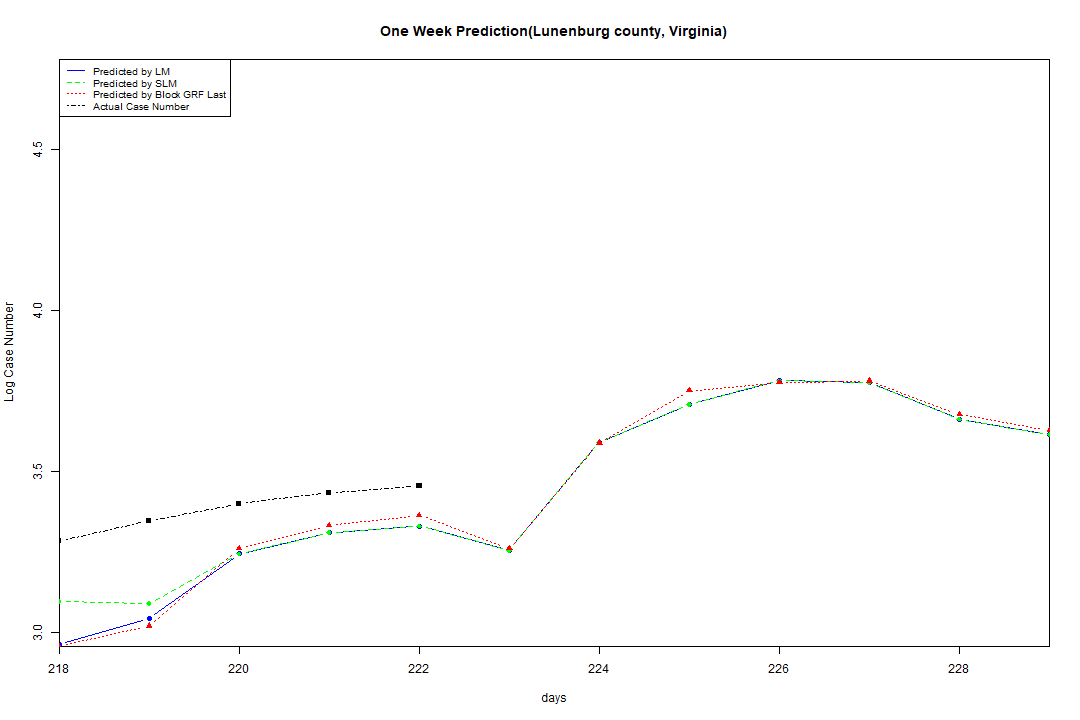 One Week Prediction(Lunenburg county, Virginia)
Predicted by LM
Predicted by SLM
Predicted by Block GRF Last
Actual Case Number
4.5
4.0
3.5
3.0
Log Case Number
218 220 222 224 226 228
days